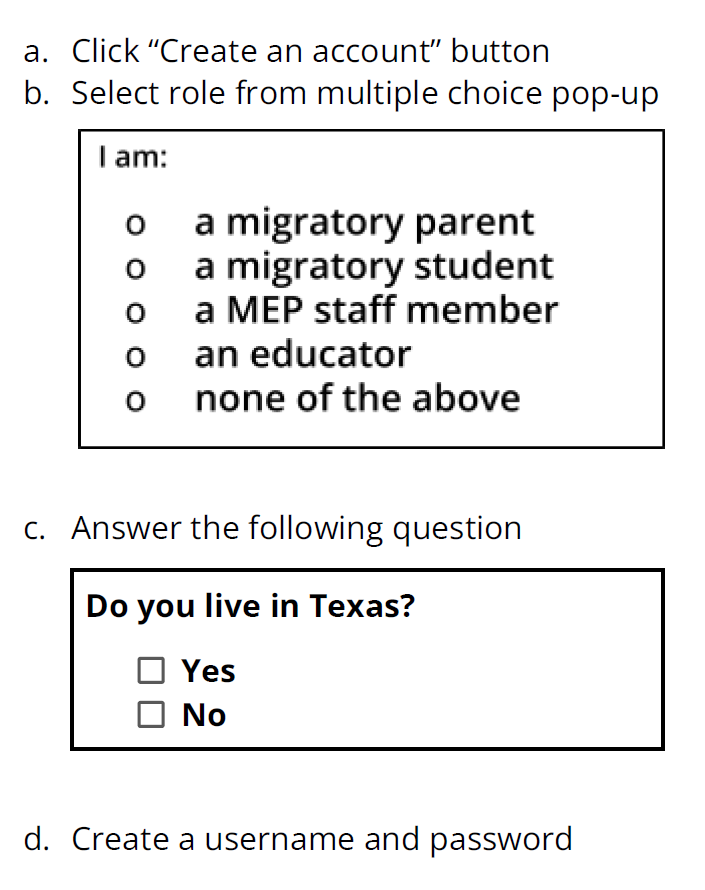 a. Click “Create an account” button
b. Select role from multiple choice pop-up
I am:
o a migratory parent
o a migratory student
o a MEP staff member
o an educator
o none of the above
c. Answer the following question
Do you live in Texas?
☐ Yes
☐ No
d. Create a username and password